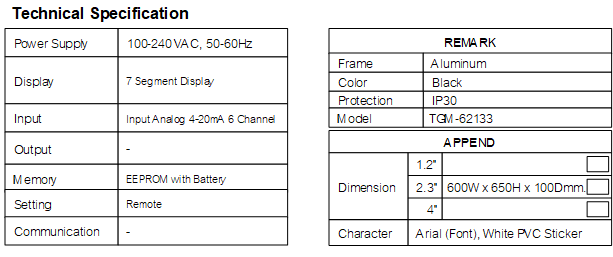 Technical Specification
Power Supply 100-240VAC, 50-60Hz
Display 7 Segment Display
Input Input Analog 4-20mA 6 Channel
Output -
Memory EEPROM with Battery
Setting Remote
Communication -
REMARK
Frame Aluminum
Color Black
Protection IP30
Model TGM-62133
APPEND
Dimension
1.2"
2.3" 600W x 650H x 100Dmm.
4"
Character Arial (Font), White PVC Sticker